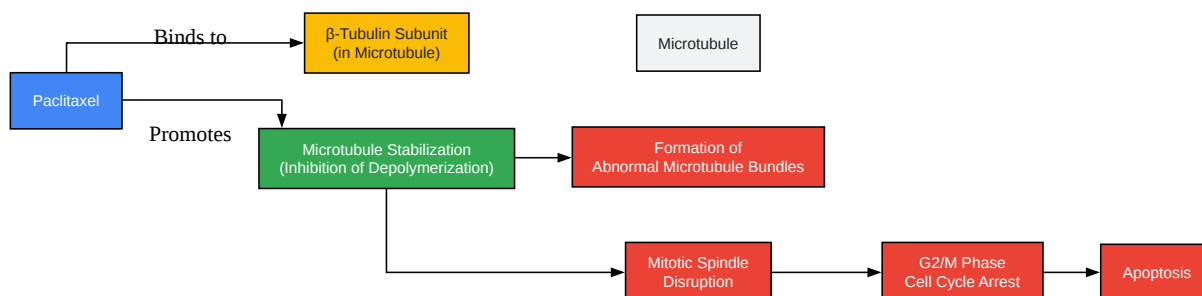 Binds to
β-Tubulin Subunit
(in Microtubule)
Microtubule
Paclitaxel
Promotes
Microtubule Stabilization
(Inhibition of Depolymerization)
Formation of
Abnormal Microtubule Bundles
Mitotic Spindle
Disruption
G2/M Phase
Cell Cycle Arrest
Apoptosis